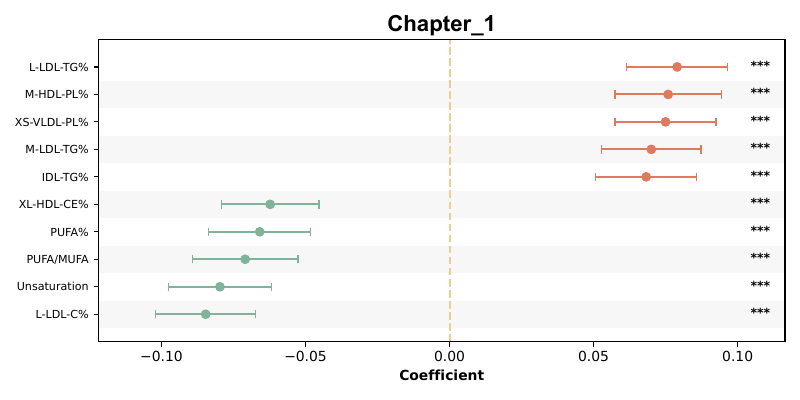 Chapter_1
L-LDL-TG% ***
M-HDL-PL% ***
XS-VLDL-PL% ***
M-LDL-TG% ***
IDL-TG% ***
XL-HDL-CE% ***
PUFA% ***
PUFA/MUFA ***
Unsaturation ***
L-LDL-C% ***
−0.10 −0.05 0.00 0.05 0.10
Coefficient